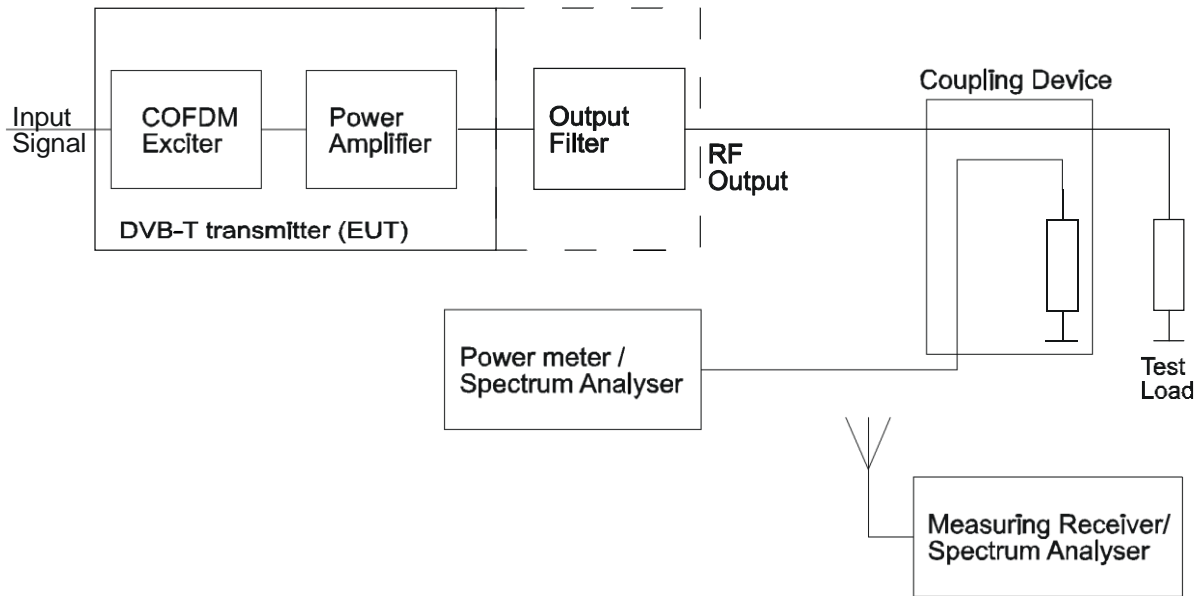 Input
Signal
COFDM
Exciter
Power
Amplifier
DVB-T transmitter (EUT)
Output
Filter
RF
Output
Coupling Device
Test
Load
Power meter /
Spectrum Analyser
Measuring Receiver/
Spectrum Analyser